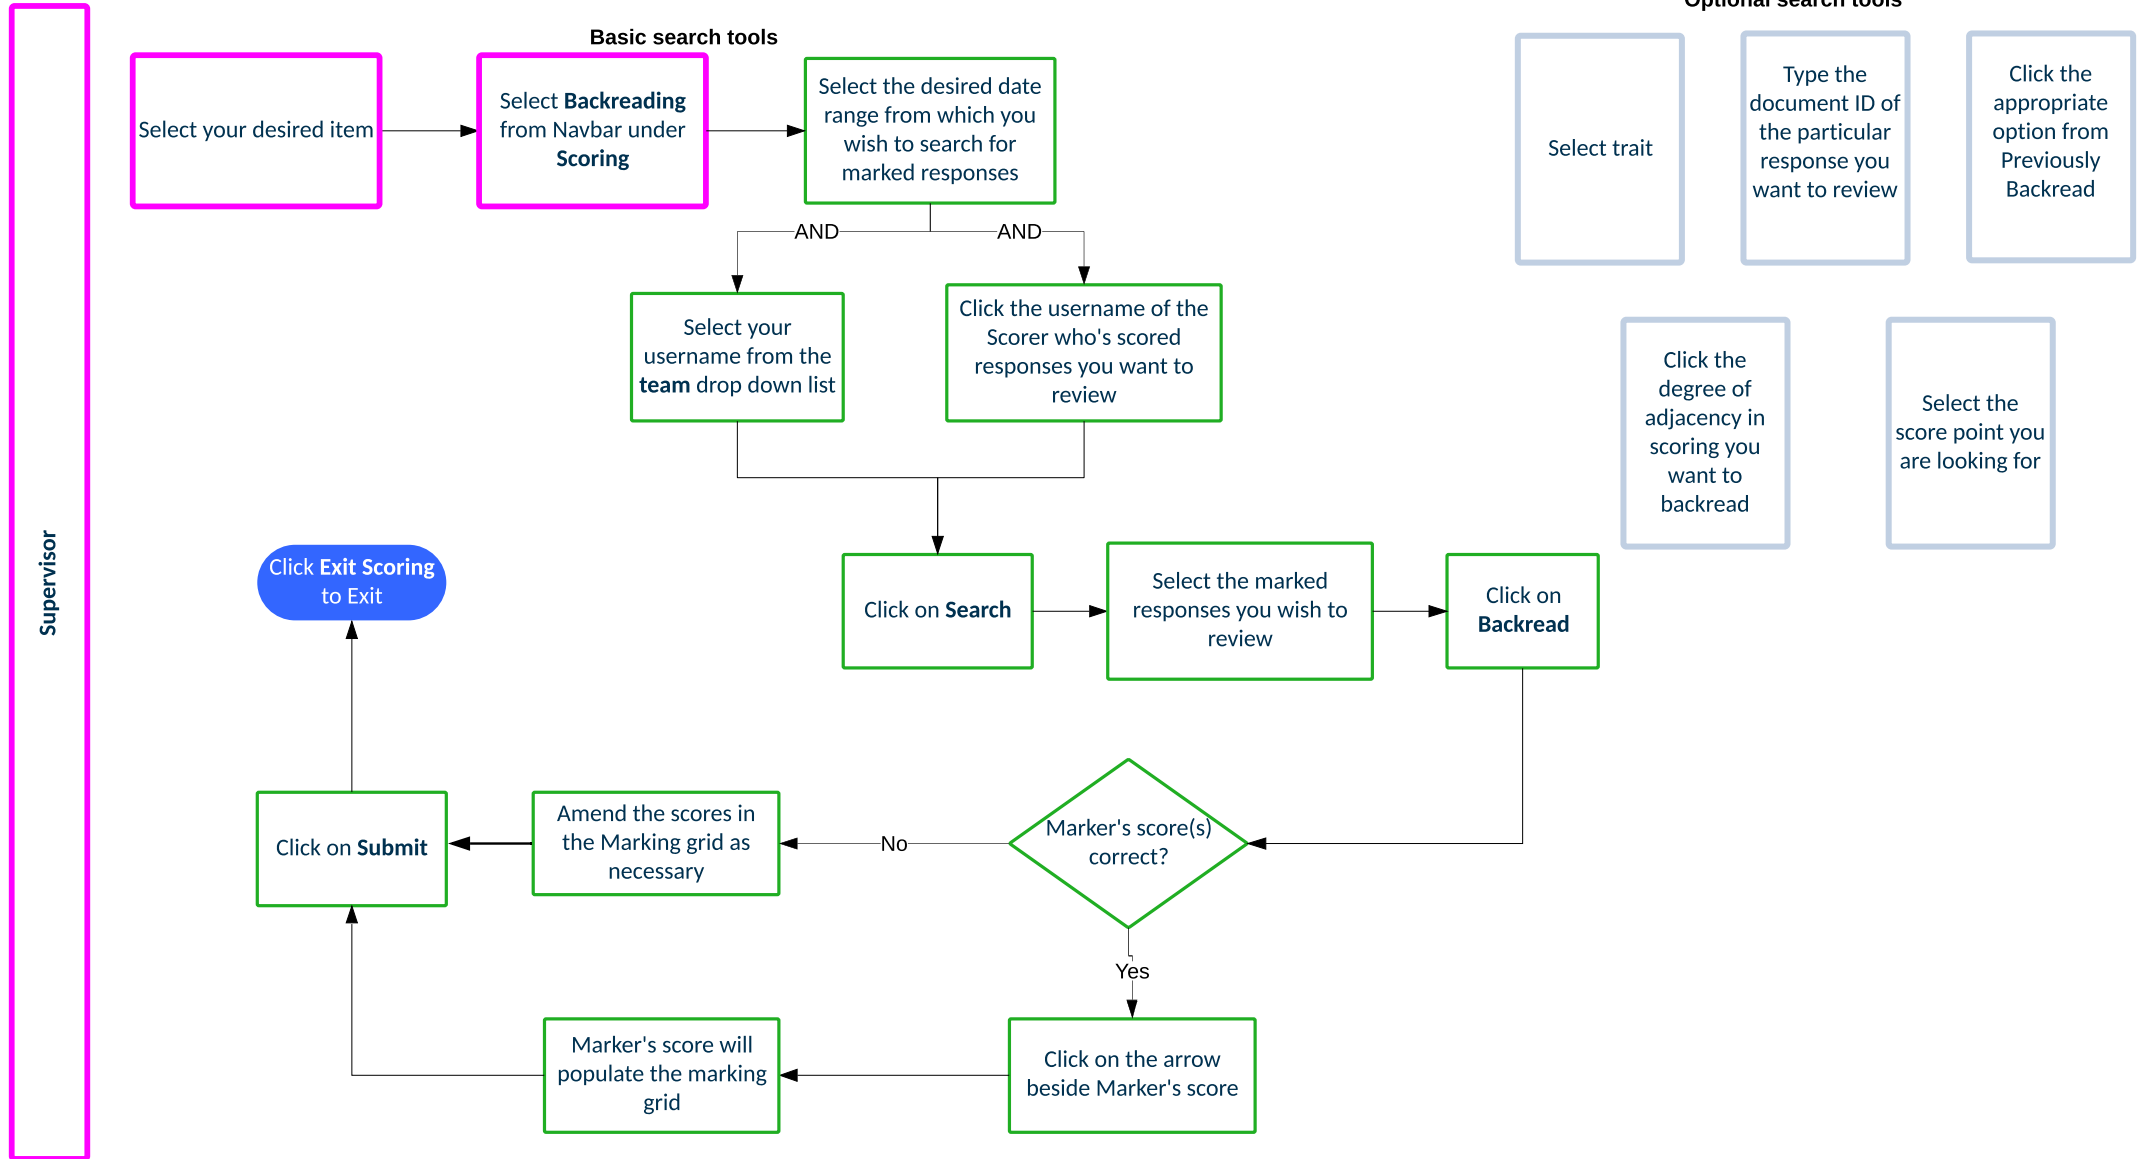 Optional search tools
Basic search tools
Supervisor
Select your desired item
Select Backreading
from Navbar under
Scoring
Select the desired date
range from which you
wish to search for
marked responses
AND
AND
Select your
username from the
team drop down list
Click the username of the
Scorer who's scored
responses you want to
review
Click on Search
Select the marked
responses you wish to
review
Click on
Backread
Marker's score(s)
correct?
No
Amend the scores in
the Marking grid as
necessary
Click on Submit
Click Exit Scoring
to Exit
Yes
Click on the arrow
beside Marker's score
Marker's score will
populate the marking
grid
Select trait
Type the
document ID of
the particular
response you
want to review
Click the
appropriate
option from
Previously
Backread
Click the
degree of
adjacency in
scoring you
want to
backread
Select the
score point you
are looking for